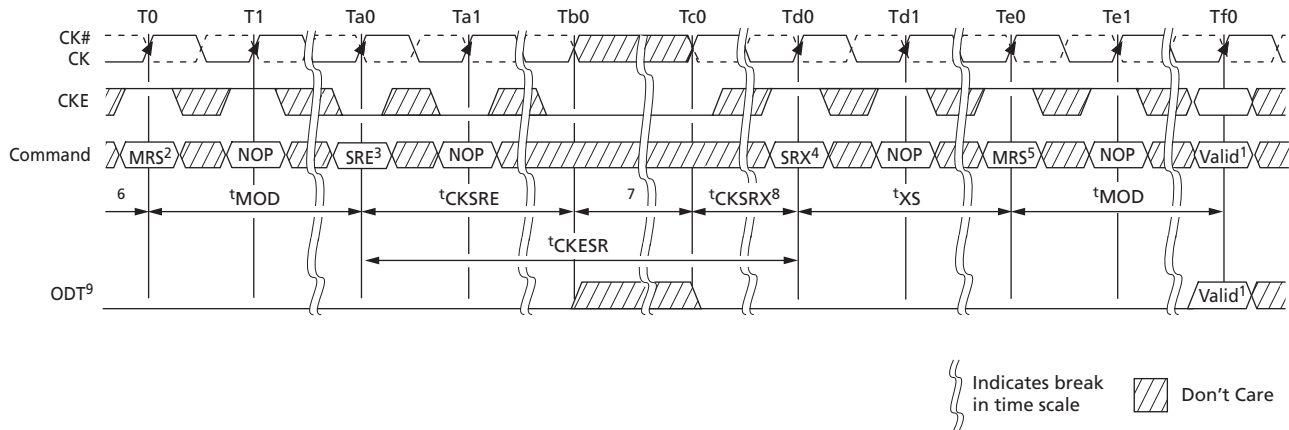 T0 T1 Ta0 Ta1 Tb0 Tc0 Td0 Td1 Te0 Te1 Tf0
CK#
CK
CKE
Command MRS² NOP SRE³ NOP SRX⁴ NOP MRS⁵ NOP Valid¹
6 ᵗMOD ᵗCKSRE 7 ᵗCKSRX⁸ ᵗXS ᵗMOD
ᵗCKESR
ODT⁹ Valid¹
Indicates break
in time scale
Don't Care